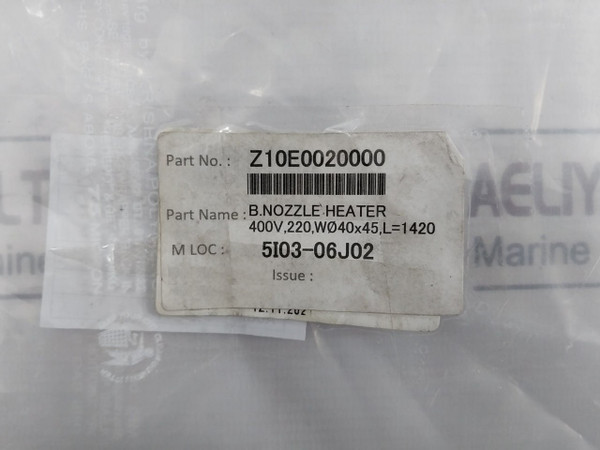 Part No. : Z10E0020000
Part Name : B.NOZZLE HEATER
400V,220,WØ40x45,L=1420
M LOC : 5I03-06J02
Issue :
AELIY
Marine